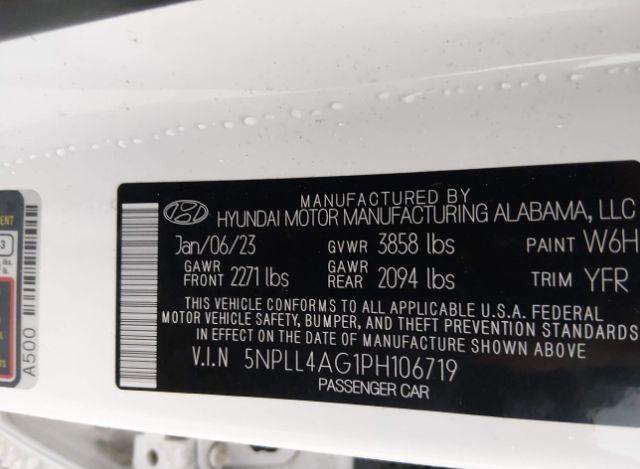 MANUFACTURED BY
HYUNDAI MOTOR MANUFACTURING ALABAMA, LLC
Jan/06/23 GVWR 3858 lbs PAINT W6H
GAWR FRONT 2271 lbs GAWR REAR 2094 lbs TRIM YFR
THIS VEHICLE CONFORMS TO ALL APPLICABLE U.S.A. FEDERAL
MOTOR VEHICLE SAFETY, BUMPER, AND THEFT PREVENTION STANDARDS
IN EFFECT ON THE DATE OF MANUFACTURE SHOWN ABOVE
V.I.N 5NPLL4AG1PH106719
PASSENGER CAR
A500
3
lbs.